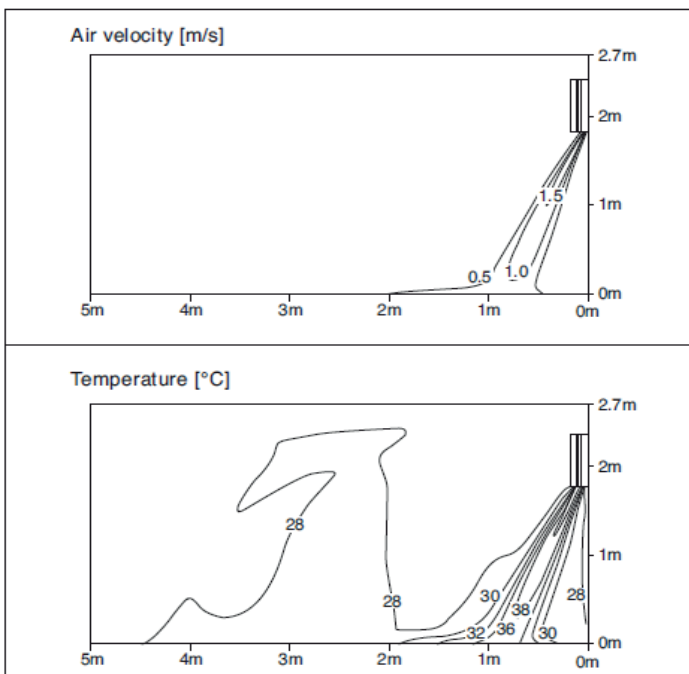 Air velocity [m/s]
2.7m
2m
1.5
1m
0.5 1.0
0m
5m 4m 3m 2m 1m 0m
Temperature [°C]
2.7m
2m
28
1m
28 30 38 28
32 36 30
0m
5m 4m 3m 2m 1m 0m